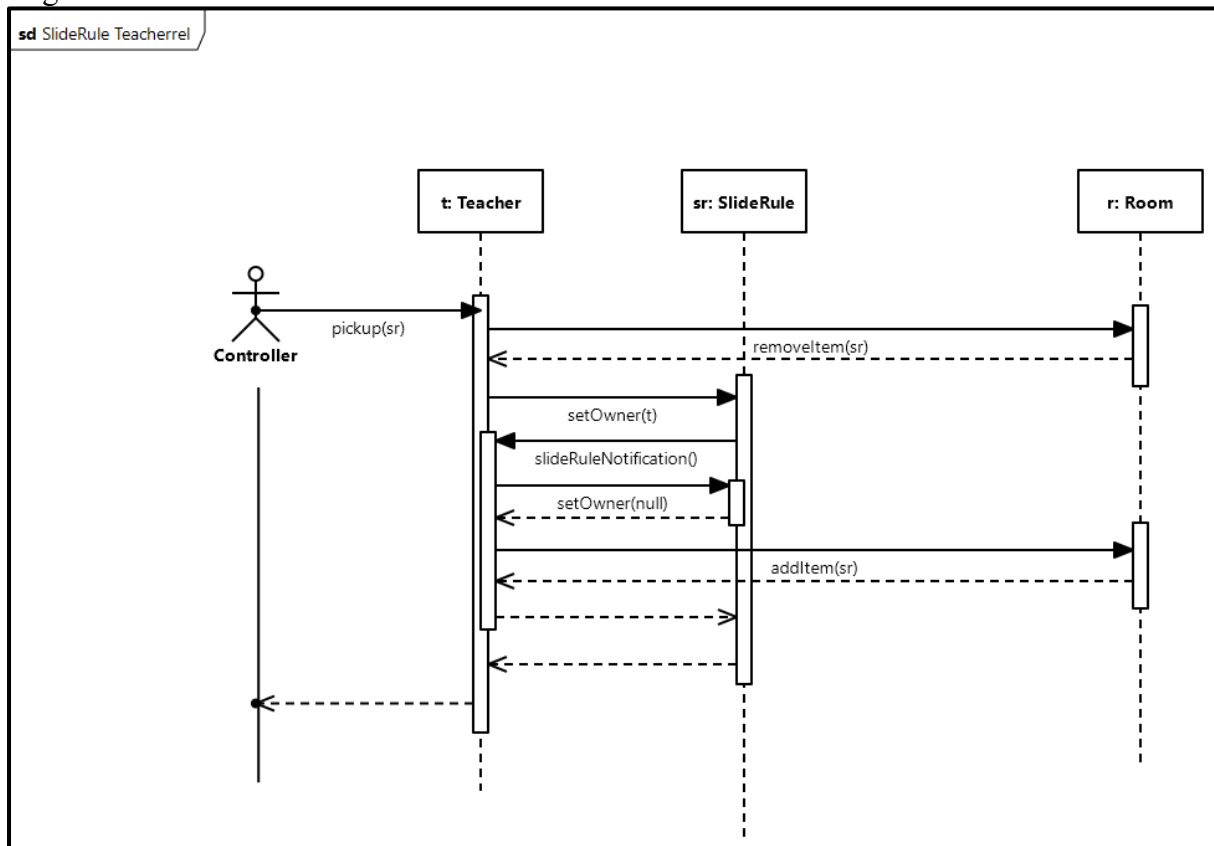 sd SlideRule Teacherrel
t: Teacher
sr: SlideRule
r: Room
pickup(sr)
Controller
removeItem(sr)
setOwner(t)
slideRuleNotification()
setOwner(null)
addItem(sr)